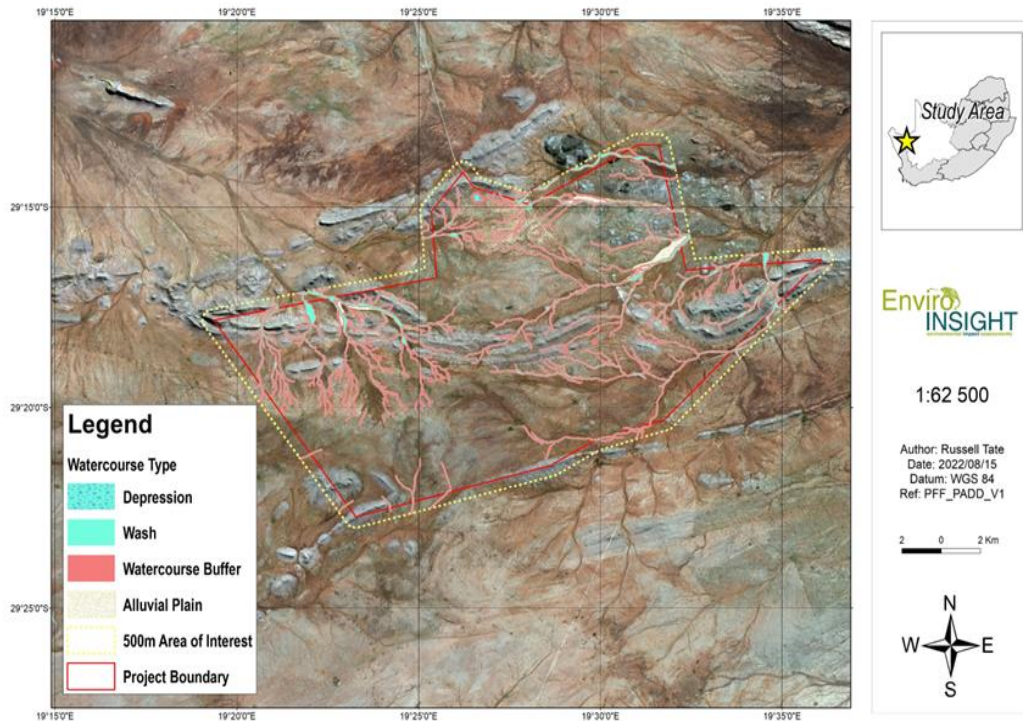 19°15'0"E
19°20'0"E
19°25'0"E
19°30'0"E
19°35'0"E
29°15'0"S
29°20'0"S
29°25'0"S
19°15'0"E
19°20'0"E
19°25'0"E
19°30'0"E
19°35'0"E
Legend
Watercourse Type
Depression
Wash
Watercourse Buffer
Alluvial Plain
500m Area of Interest
Project Boundary
Study Area
Enviro
INSIGHT
1:62 500
Author: Russell Tate
Date: 2022/08/15
Datum: WGS 84
Ref: PFF_PADD_V1
2 0 2 Km
N
W E
S